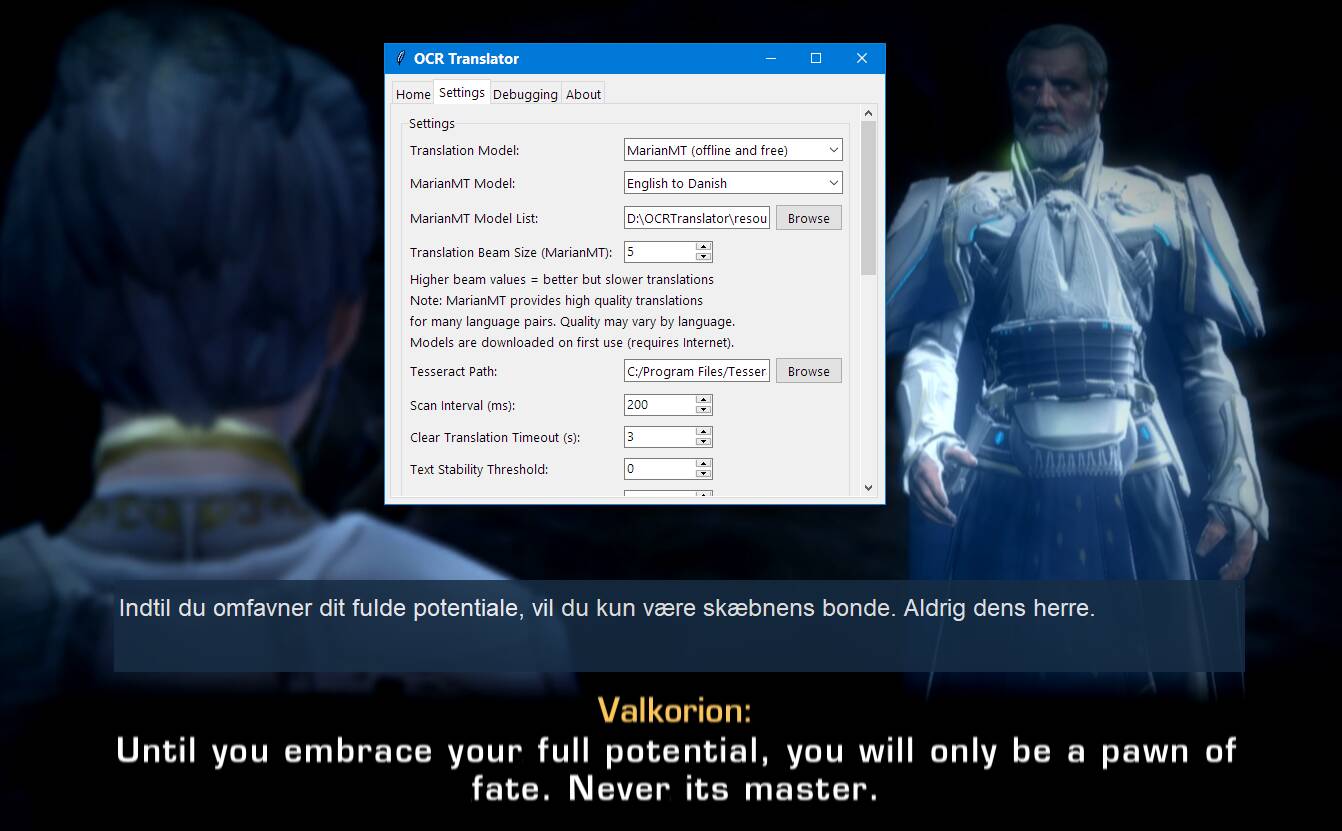 OCR Translator
Home Settings Debugging About
Settings
Translation Model: MarianMT (offline and free)
MarianMT Model: English to Danish
MarianMT Model List: D:\OCRTranslator\resou Browse
Translation Beam Size (MarianMT): 5
Higher beam values = better but slower translations
Note: MarianMT provides high quality translations
for many language pairs. Quality may vary by language.
Models are downloaded on first use (requires Internet).
Tesseract Path: C:/Program Files/Tesser Browse
Scan Interval (ms): 200
Clear Translation Timeout (s): 3
Text Stability Threshold: 0
Indtil du omfavner dit fulde potentiale, vil du kun være skæbnens bonde. Aldrig dens herre.
Valkorion:
Until you embrace your full potential, you will only be a pawn of
fate. Never its master.